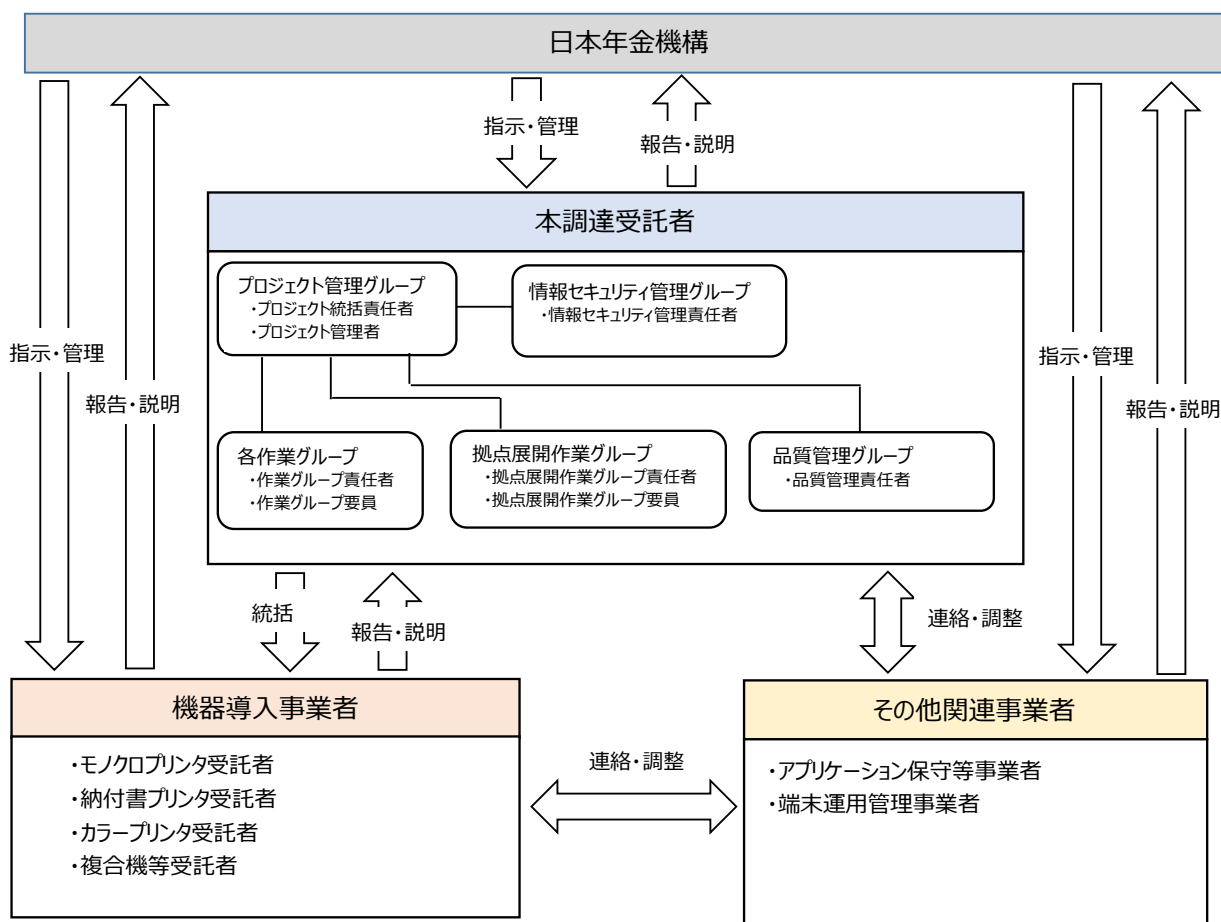 日本年金機構
指示・管理
報告・説明
本調達受託者
プロジェクト管理グループ
・プロジェクト統括責任者
・プロジェクト管理者
情報セキュリティ管理グループ
・情報セキュリティ管理責任者
指示・管理
報告・説明
指示・管理
報告・説明
各作業グループ
・作業グループ責任者
・作業グループ要員
拠点展開作業グループ
・拠点展開作業グループ責任者
・拠点展開作業グループ要員
品質管理グループ
・品質管理責任者
統括
報告・説明
連絡・調整
機器導入事業者
・モノクロプリンタ受託者
・納付書プリンタ受託者
・カラープリンタ受託者
・複合機等受託者
連絡・調整
その他関連事業者
・アプリケーション保守等事業者
・端末運用管理事業者